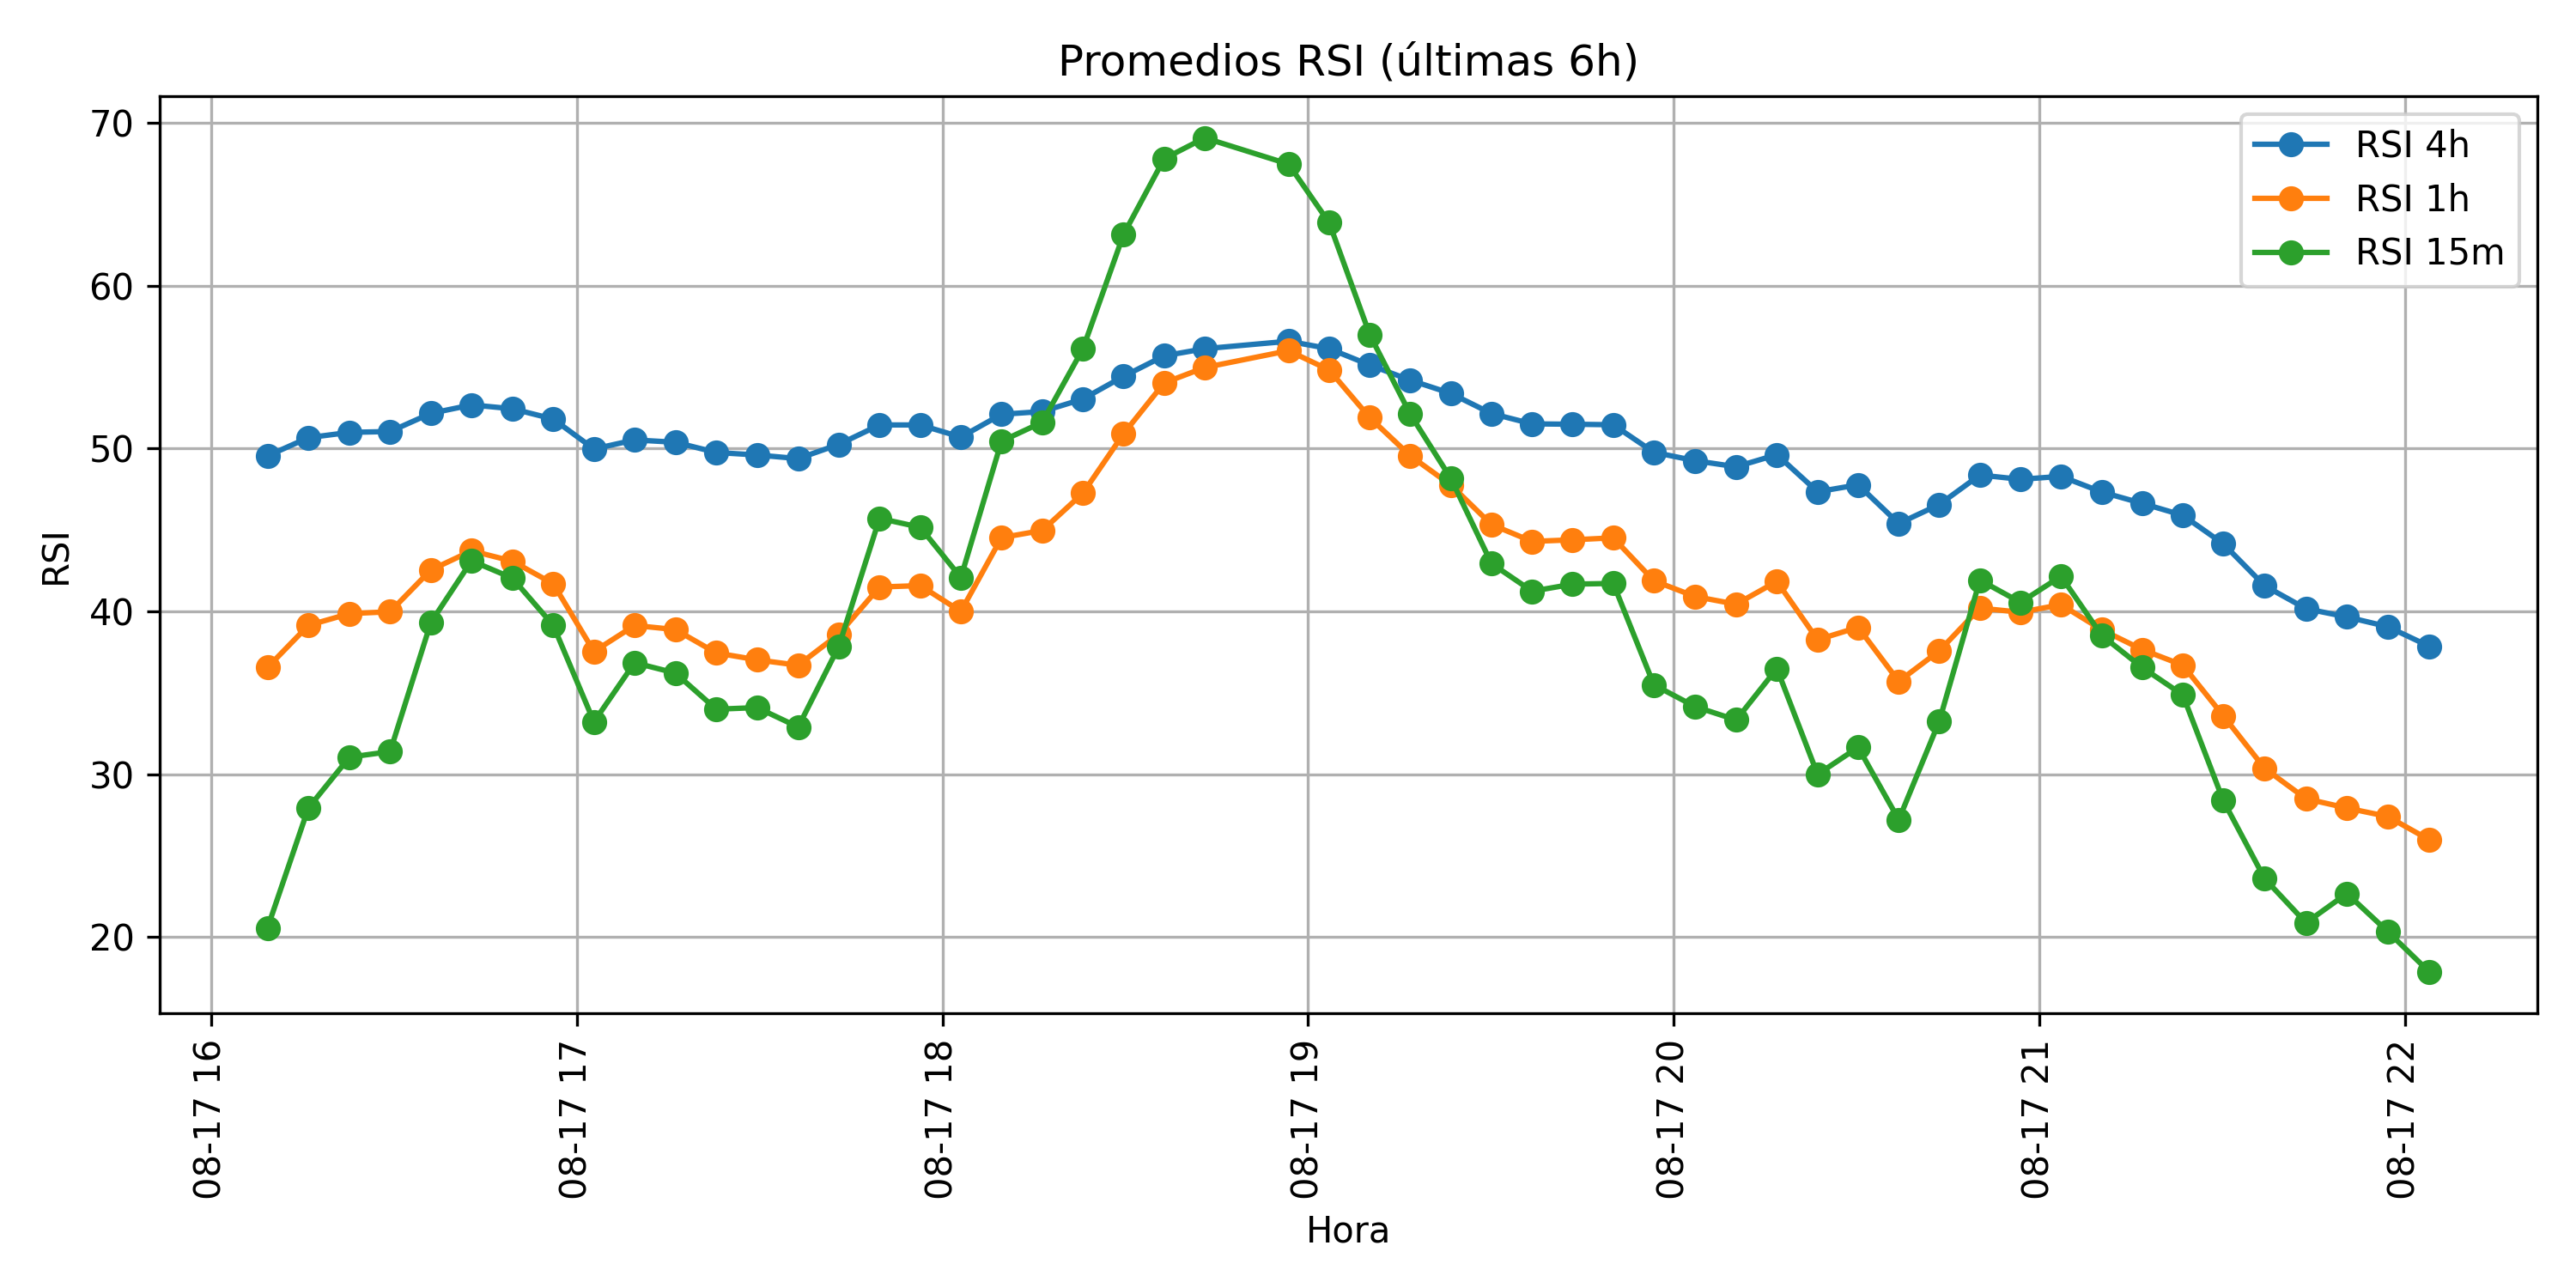 Promedios RSI (últimas 6h)
RSI 4h
RSI 1h
RSI 15m
RSI
70
60
50
40
30
20
08-17 16
08-17 17
08-17 18
08-17 19
08-17 20
08-17 21
08-17 22
Hora